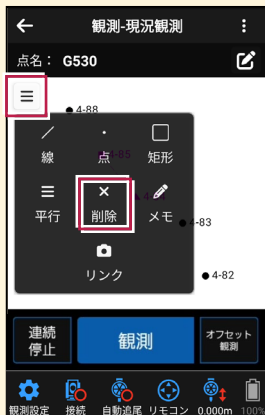 観測-現況観測
点名： G530
4-88
線 点 矩形
4-85
平行 削除 メモ
4-83
リンク
4-82
連続
停止
観測
オフセット
観測
観測設定 接続 自動追尾 リモコン 0.000m 100%